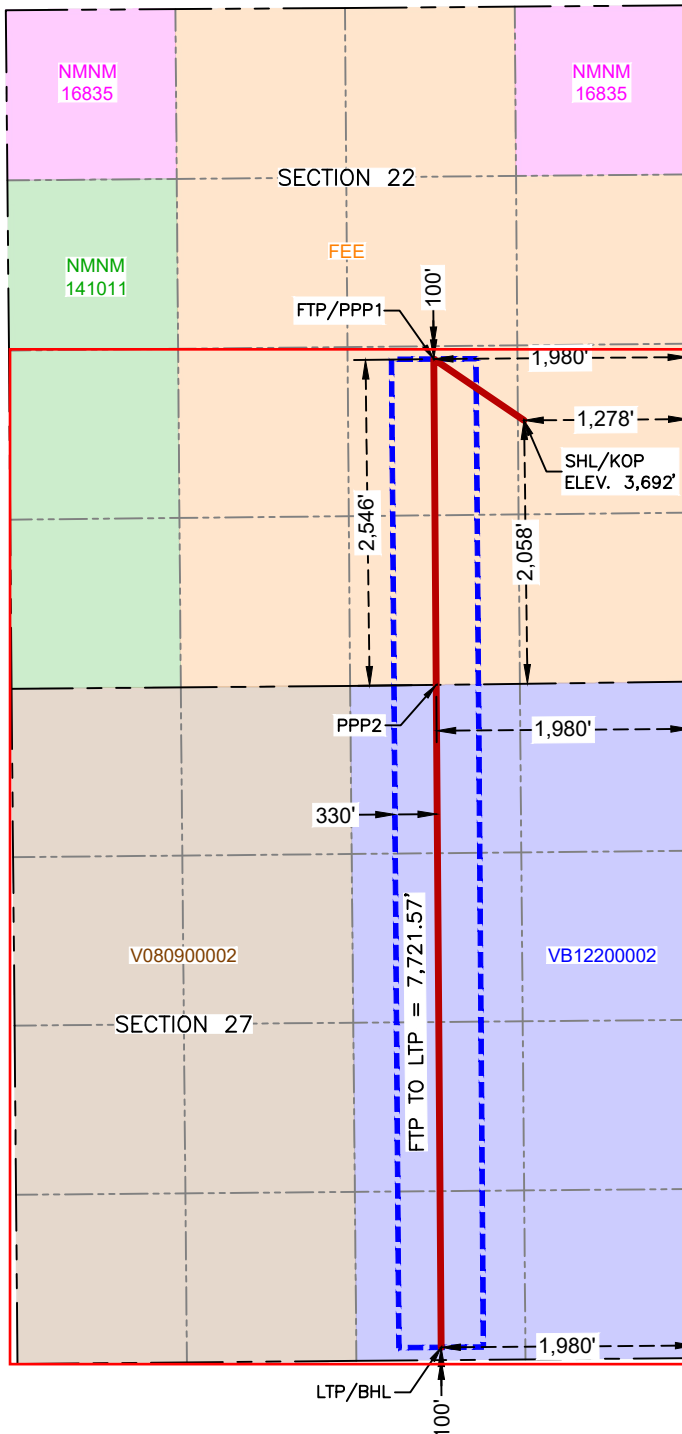 NMNM
16835
NMNM
16835
SECTION 22
FEE
NMNM
141011
100'
FTP/PPP1
1,980'
1,278'
SHL/KOP
ELEV. 3,692'
2,546'
2,058'
PPP2
1,980'
330'
FTP TO LTP = 7,721.57'
V080900002
VB12200002
SECTION 27
1,980'
LTP/BHL
100'